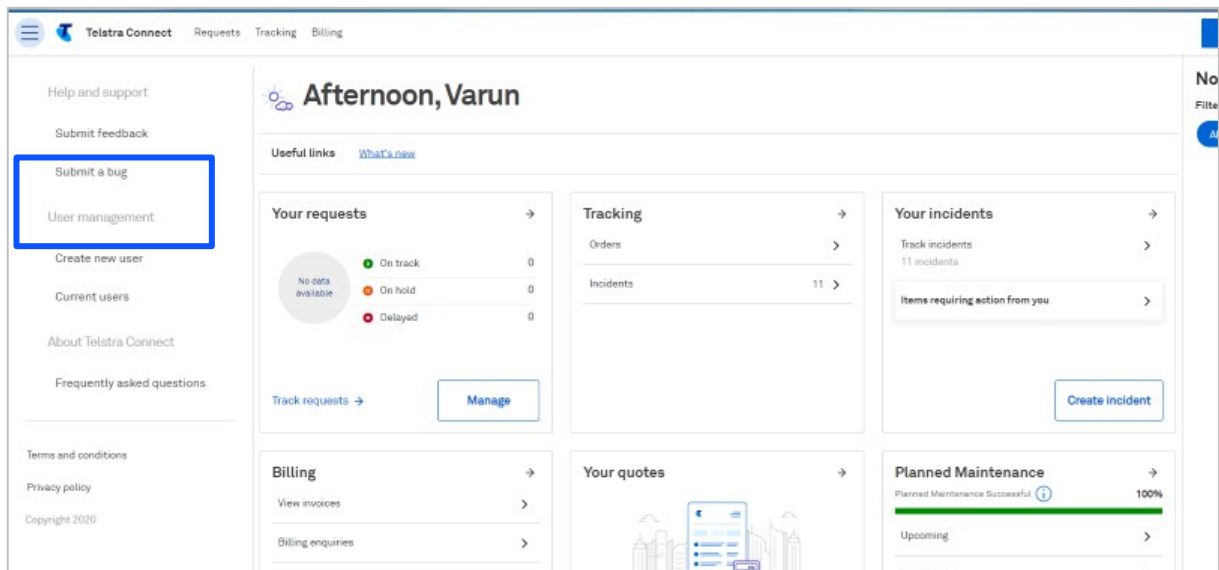 Telstra Connect Requests Tracking Billing
Help and support
Submit feedback
Submit a bug
User management
Create new user
Current users
About Telstra Connect
Frequently asked questions
Terms and conditions
Privacy policy
Copyright 2020
Afternoon, Varun
Useful links What's new
Your requests
No data
available
On track 0
On hold 0
Delayed 0
Track requests
Manage
Tracking
Orders
Incidents 11
Your incidents
Track incidents
11 incidents
Items requiring action from you
Create incident
Billing
View invoices
Billing enquiries
Your quotes
Planned Maintenance
Planned Maintenance Successful 100%
Upcoming
No
Filte